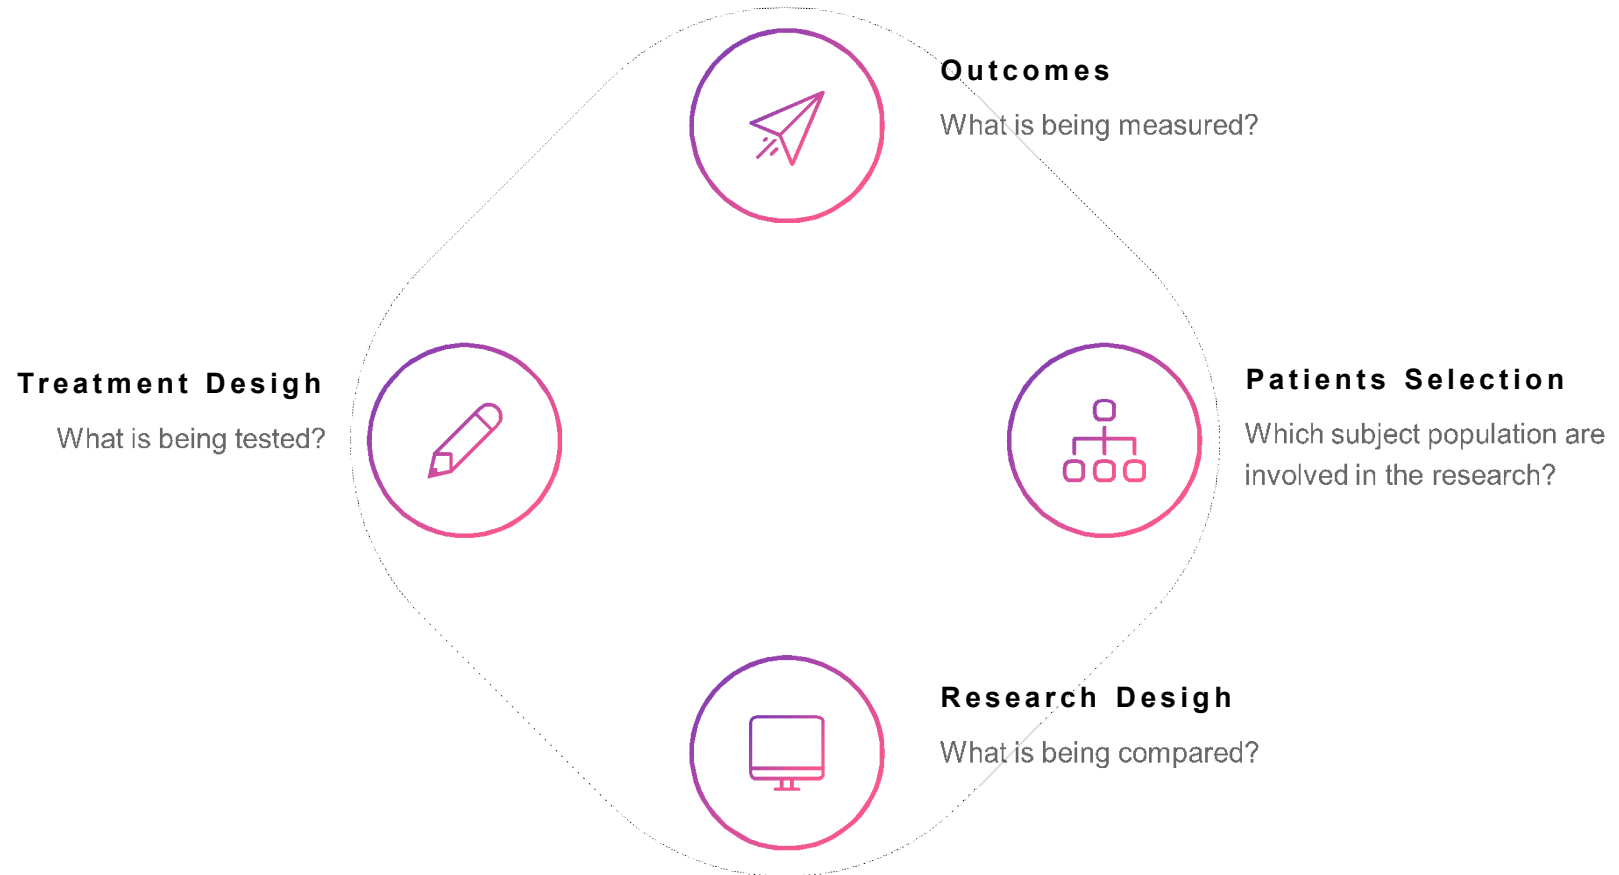 Outcomes
What is being measured?
Treatment Desigh
What is being tested?
Patients Selection
Which subject population are
involved in the research?
Research Desigh
What is being compared?